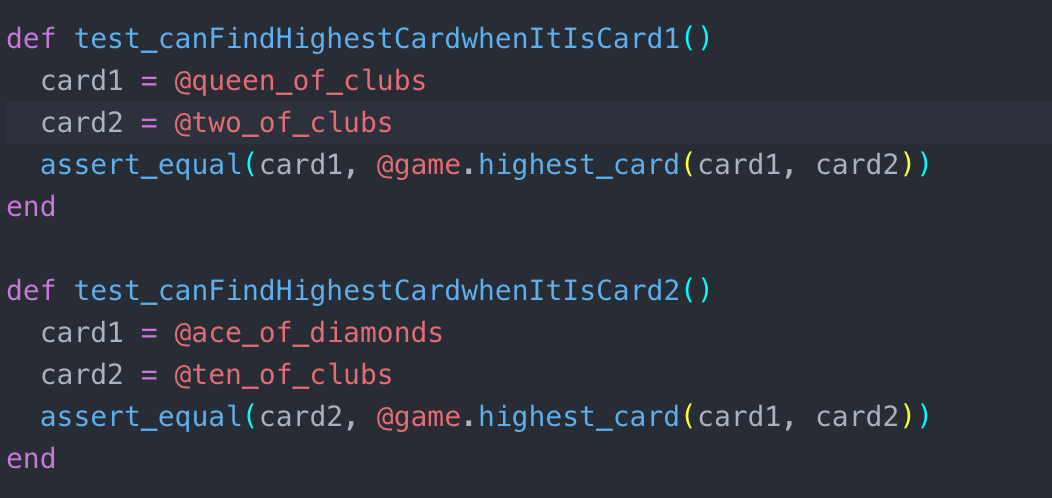 def test_canFindHighestCardwhenItIsCard1()
  card1 = @queen_of_clubs
  card2 = @two_of_clubs
  assert_equal(card1, @game.highest_card(card1, card2))
end

def test_canFindHighestCardwhenItIsCard2()
  card1 = @ace_of_diamonds
  card2 = @ten_of_clubs
  assert_equal(card2, @game.highest_card(card1, card2))
end